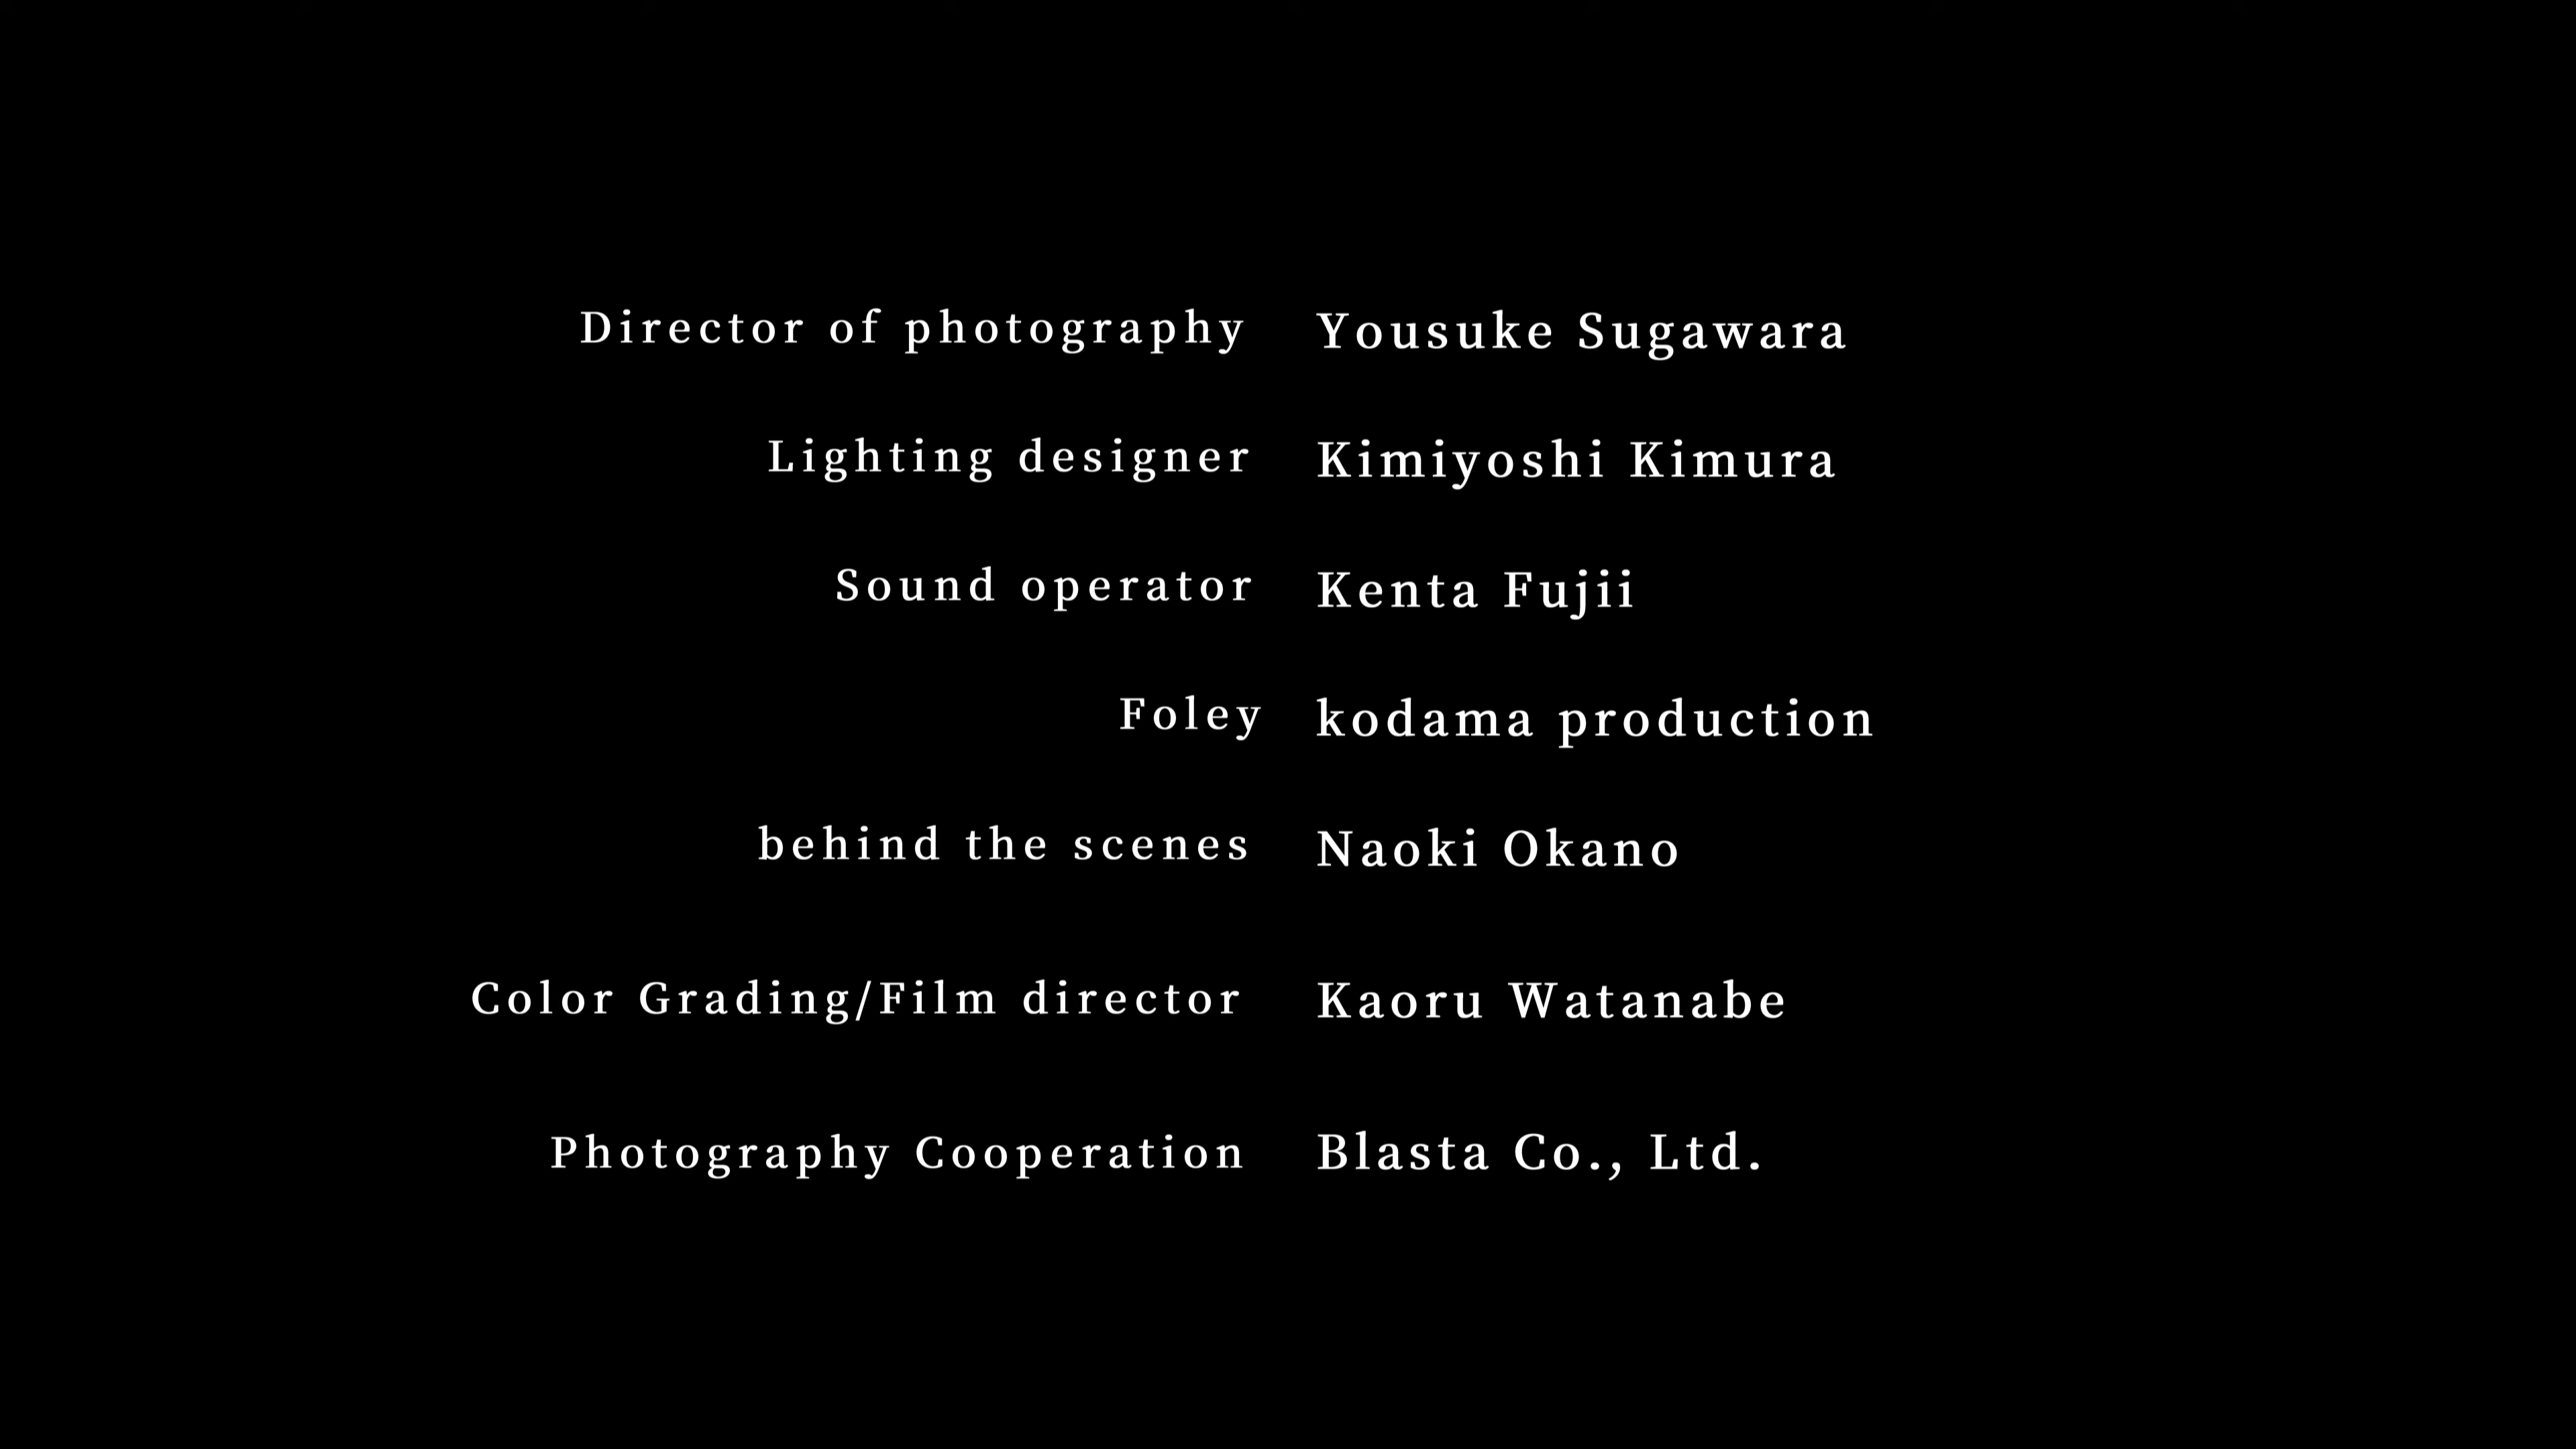 Director of photography Yousuke Sugawara
Lighting designer Kimiyoshi Kimura
Sound operator Kenta Fujii
Foley kodama production
behind the scenes Naoki Okano
Color Grading/Film director Kaoru Watanabe
Photography Cooperation Blasta Co., Ltd.